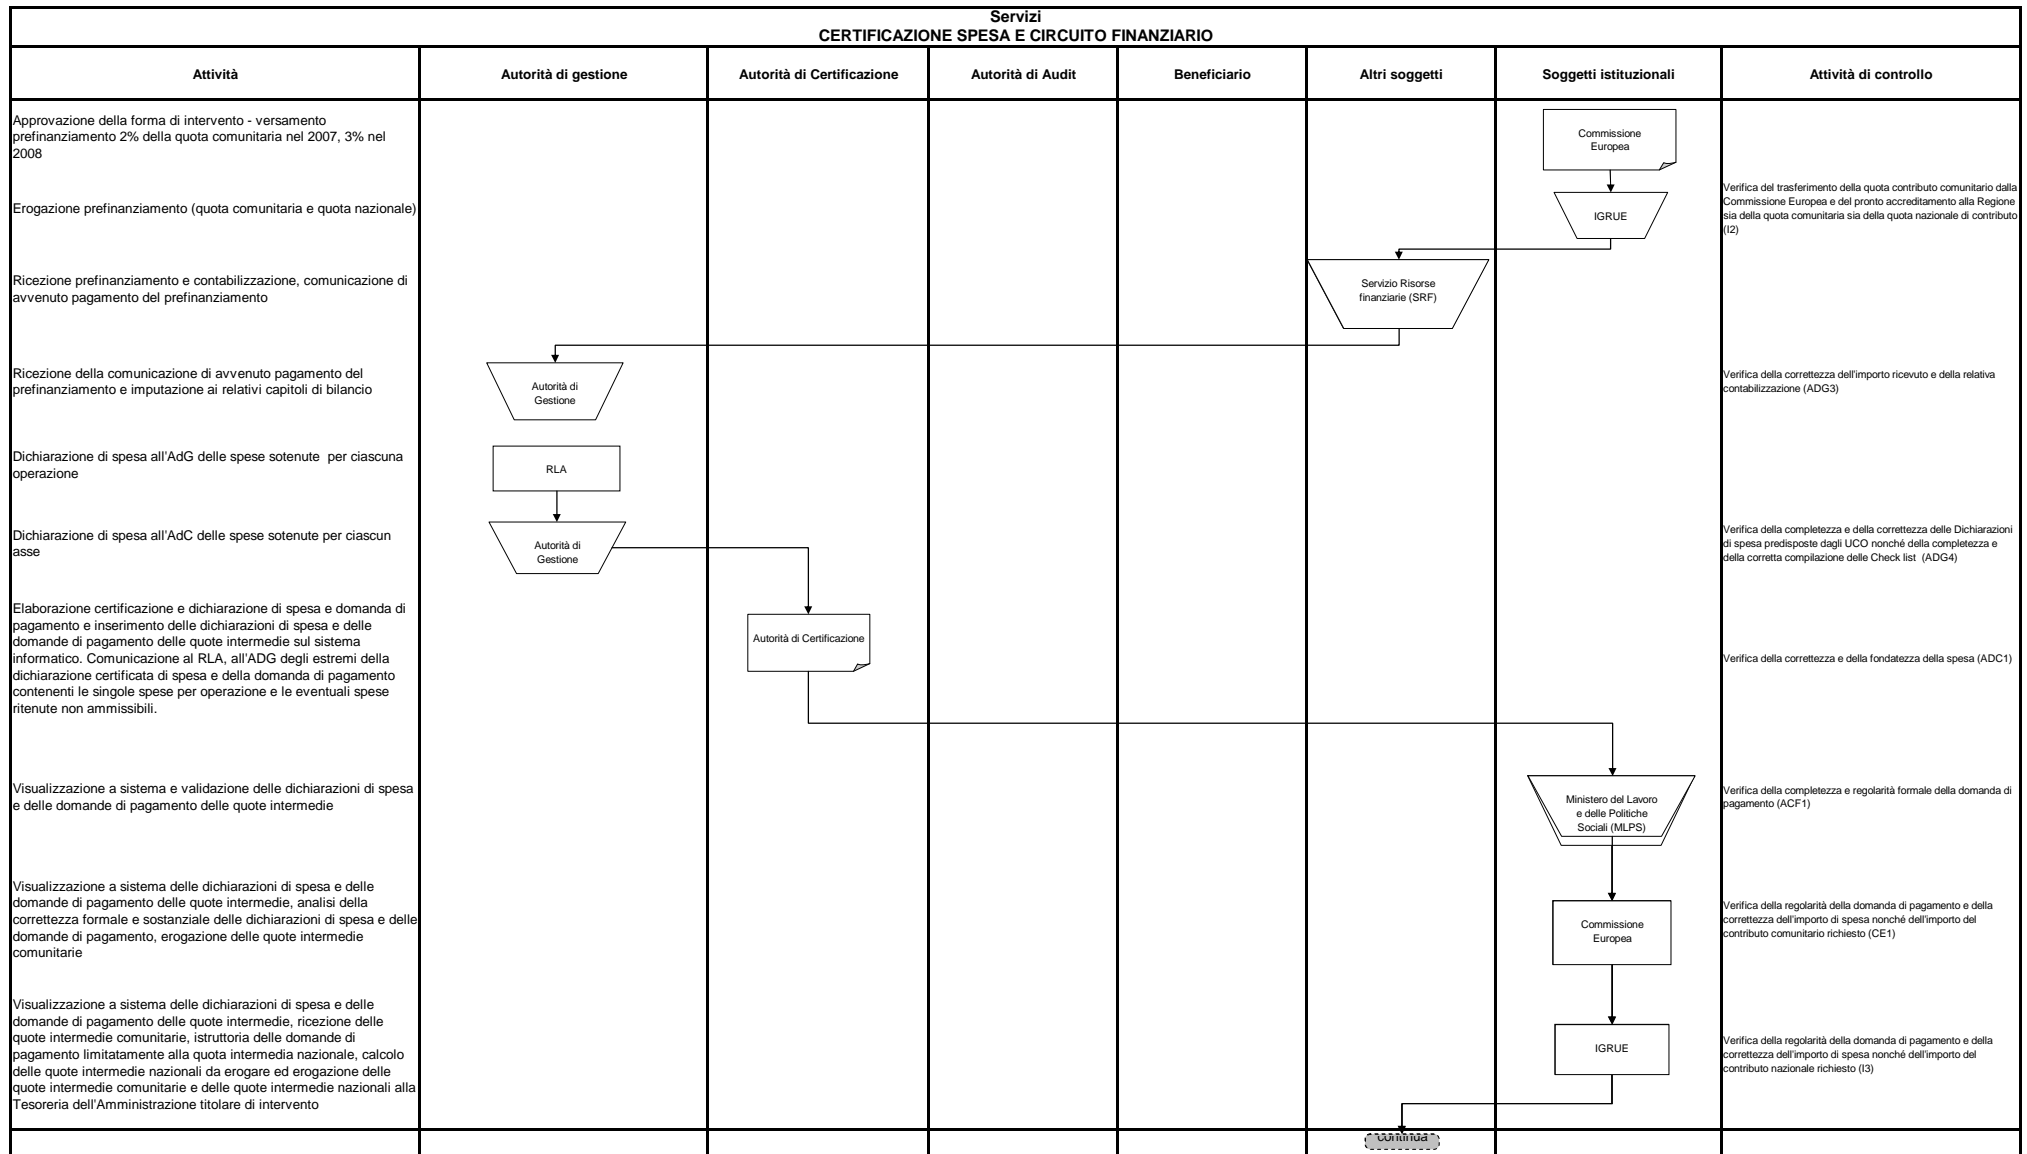 Servizi
CERTIFICAZIONE SPESA E CIRCUITO FINANZIARIO
Attività
Autorità di gestione
Autorità di Certificazione
Autorità di Audit
Beneficiario
Altri soggetti
Soggetti istituzionali
Attività di controllo
Approvazione della forma di intervento - versamento
prefinanziamento 2% della quota comunitaria nel 2007, 3% nel
2008
Commissione
Europea
Erogazione prefinanziamento (quota comunitaria e quota nazionale)
IGRUE
Verifica del trasferimento della quota contributo comunitario dalla
Commissione Europea e del pronto accreditamento alla Regione
sia della quota comunitaria sia della quota nazionale di contributo
(I2)
Ricezione prefinanziamento e contabilizzazione, comunicazione di
avvenuto pagamento del prefinanziamento
Servizio Risorse
finanziarie (SRF)
Ricezione della comunicazione di avvenuto pagamento del
prefinanziamento e imputazione ai relativi capitoli di bilancio
Autorità di
Gestione
Verifica della correttezza dell'importo ricevuto e della relativa
contabilizzazione (ADG3)
Dichiarazione di spesa all'AdG delle spese sotenute  per ciascuna
operazione
RLA
Dichiarazione di spesa all'AdC delle spese sotenute per ciascun
asse
Autorità di
Gestione
Verifica della completezza e della correttezza delle Dichiarazioni
di spesa predisposte dagli UCO nonché della completezza e
della corretta compilazione delle Check list  (ADG4)
Elaborazione certificazione e dichiarazione di spesa e domanda di
pagamento e inserimento delle dichiarazioni di spesa e delle
domande di pagamento delle quote intermedie sul sistema
informatico. Comunicazione al RLA, all'ADG degli estremi della
dichiarazione certificata di spesa e della domanda di pagamento
contenenti le singole spese per operazione e le eventuali spese
ritenute non ammissibili.
Autorità di Certificazione
Verifica della correttezza e della fondatezza della spesa (ADC1)
Visualizzazione a sistema e validazione delle dichiarazioni di spesa
e delle domande di pagamento delle quote intermedie
Ministero del Lavoro
e delle Politiche
Sociali (MLPS)
Verifica della completezza e regolarità formale della domanda di
pagamento (ACF1)
Visualizzazione a sistema delle dichiarazioni di spesa e delle
domande di pagamento delle quote intermedie, analisi della
correttezza formale e sostanziale delle dichiarazioni di spesa e delle
domande di pagamento, erogazione delle quote intermedie
comunitarie
Commissione
Europea
Verifica della regolarità della domanda di pagamento e della
correttezza dell'importo di spesa nonché dell'importo del
contributo comunitario richiesto (CE1)
Visualizzazione a sistema delle dichiarazioni di spesa e delle
domande di pagamento delle quote intermedie, ricezione delle
quote intermedie comunitarie, istruttoria delle domande di
pagamento limitatamente alla quota intermedia nazionale, calcolo
delle quote intermedie nazionali da erogare ed erogazione delle
quote intermedie comunitarie e delle quote intermedie nazionali alla
Tesoreria dell'Amministrazione titolare di intervento
IGRUE
Verifica della regolarità della domanda di pagamento e della
correttezza dell'importo di spesa nonché dell'importo del
contributo nazionale richiesto (I3)
continua